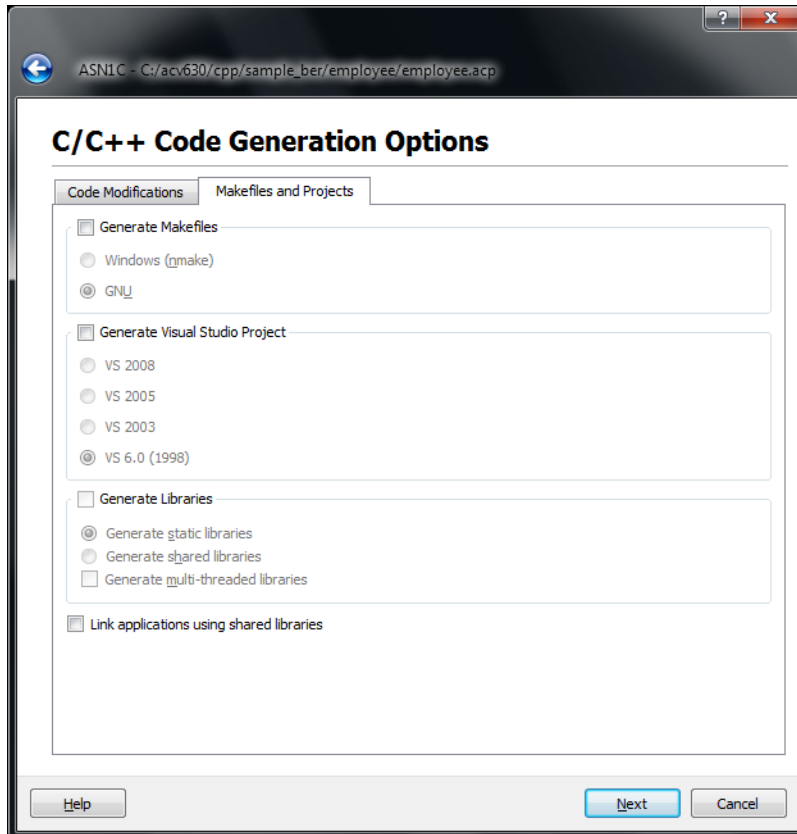 ?
X
ASN1C - C:/acv630/cpp/sample_ber/employee/employee.acp
C/C++ Code Generation Options
Code Modifications
Makefiles and Projects
Generate Makefiles
Windows (nmake)
GNU
Generate Visual Studio Project
VS 2008
VS 2005
VS 2003
VS 6.0 (1998)
Generate Libraries
Generate static libraries
Generate shared libraries
Generate multi-threaded libraries
Link applications using shared libraries
Help
Next
Cancel